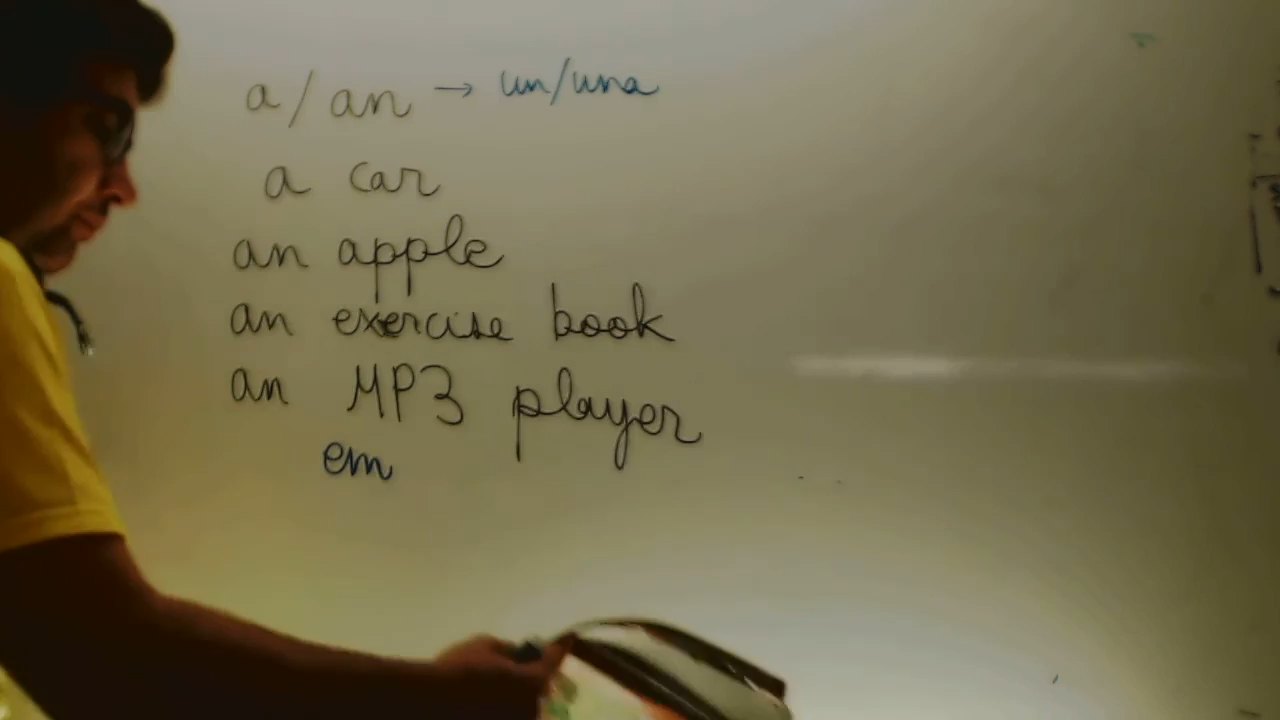 a/an → un/una
a car
an apple
an exercise book
an MP3 player
em